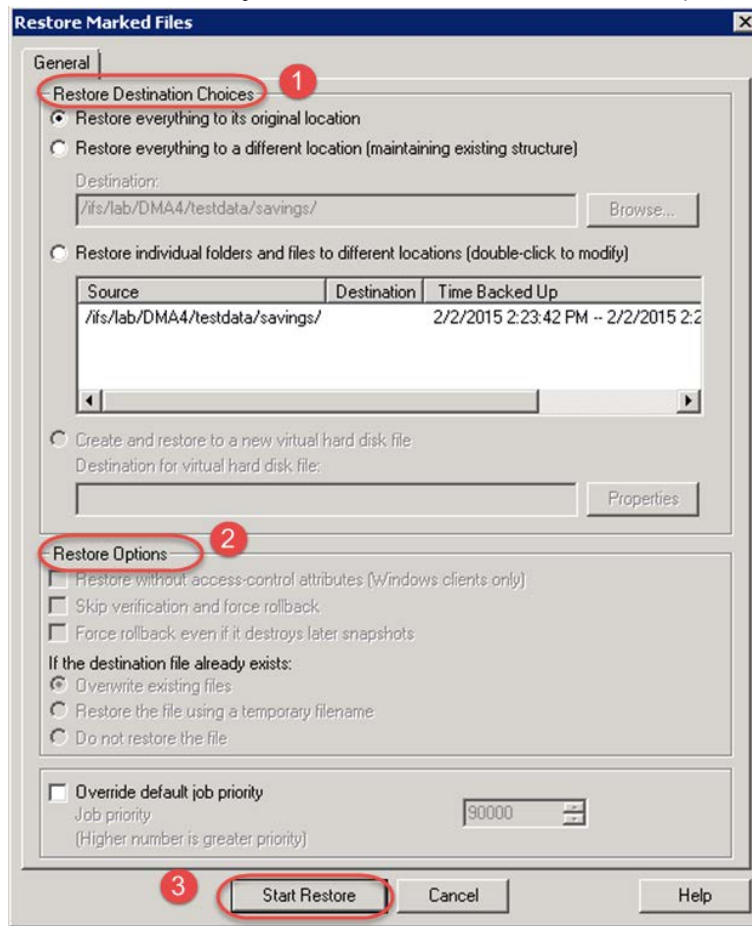 Restore Marked Files
General
1
Restore Destination Choices
Restore everything to its original location
Restore everything to a different location (maintaining existing structure)
Destination:
/ifs/lab/DMA4/testdata/savings/ Browse...
Restore individual folders and files to different locations (double-click to modify)
Source Destination Time Backed Up
/ifs/lab/DMA4/testdata/savings/ 2/2/2015 2:23:42 PM -- 2/2/2015 2:2
Create and restore to a new virtual hard disk file
Destination for virtual hard disk file:
Properties
2
Restore Options
Restore without access-control attributes (Windows clients only)
Skip verification and force rollback
Force rollback even if it destroys later snapshots
If the destination file already exists:
Overwrite existing files
Restore the file using a temporary filename
Do not restore the file
Override default job priority
Job priority 90000
(Higher number is greater priority)
3
Start Restore Cancel Help